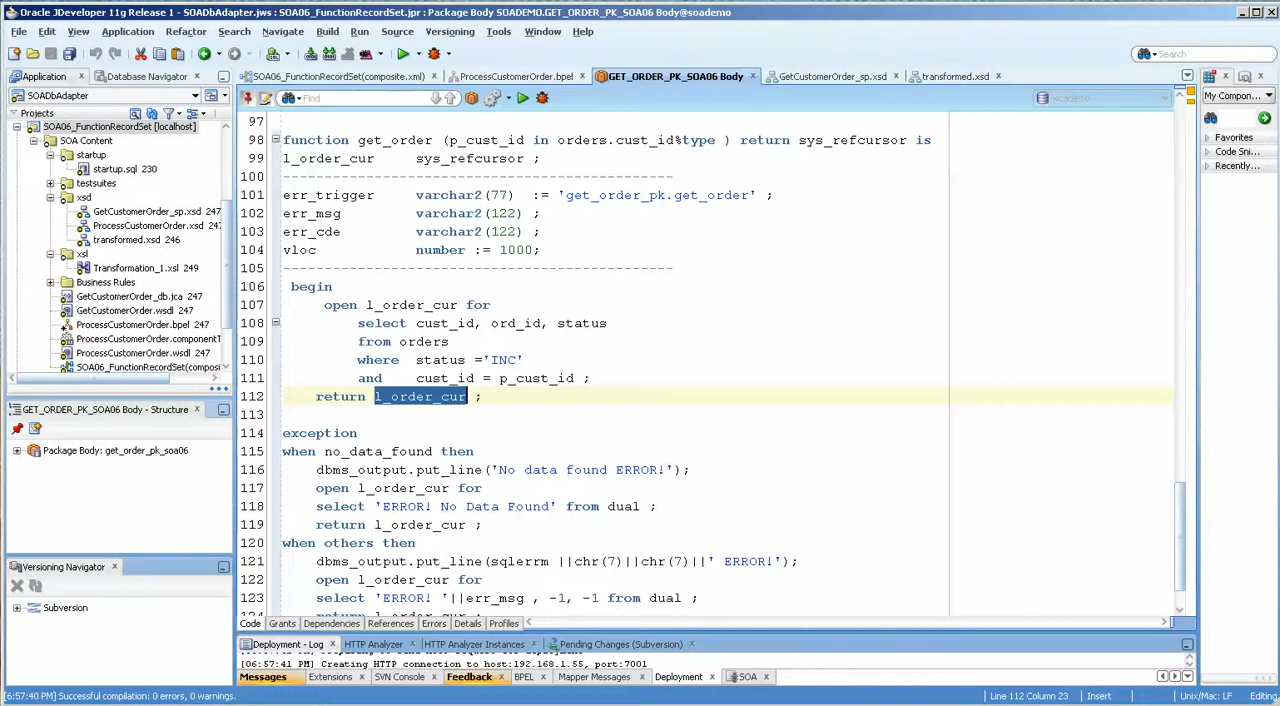 Oracle JDeveloper 11g Release 1 - SOADbAdapter.jws : SOA06_FunctionRecordSet.jpr : Package Body SOADEMO.GET_ORDER_PK_SOA06 Body@soademo
File Edit View Application Refactor Search Navigate Build Run Source Versioning Tools Window Help
Search
Application Database Navigator
SOA06_FunctionRecordSet(composite.xml) ProcessCustomerOrder.bpel GET_ORDER_PK_SOA06 Body GetCustomerOrder_sp.xsd transformed.xsd
SOADbAdapter
Find
soademo
My Compon...
Projects
SOA06_FunctionRecordSet [localhost]
SOA Content
startup
startup.sql 230
testsuites
xsd
GetCustomerOrder_sp.xsd 247
ProcessCustomerOrder.xsd 247
transformed.xsd 246
xsl
Transformation_1.xsl 249
Business Rules
GetCustomerOrder_db.jca 247
GetCustomerOrder.wsdl 247
ProcessCustomerOrder.bpel 247
ProcessCustomerOrder.componentT
ProcessCustomerOrder.wsdl 247
SOA06_FunctionRecordSet(composi
GET_ORDER_PK_SOA06 Body - Structure
Package Body: get_order_pk_soa06
Versioning Navigator
Subversion
97
98 function get_order (p_cust_id in orders.cust_id%type ) return sys_refcursor is
99 l_order_cur sys_refcursor ;
100 -----------------------------------------------
101 err_trigger varchar2(77) := 'get_order_pk.get_order' ;
102 err_msg varchar2(122) ;
103 err_cde varchar2(122) ;
104 vloc number := 1000;
105 -----------------------------------------------
106 begin
107 open l_order_cur for
108 select cust_id, ord_id, status
109 from orders
110 where status ='INC'
111 and cust_id = p_cust_id ;
112 return l_order_cur ;
113
114 exception
115 when no_data_found then
116 dbms_output.put_line('No data found ERROR!');
117 open l_order_cur for
118 select 'ERROR! No Data Found' from dual ;
119 return l_order_cur ;
120 when others then
121 dbms_output.put_line(sqlerrm ||chr(7)||chr(7)||' ERROR!');
122 open l_order_cur for
123 select 'ERROR! '||err_msg , -1, -1 from dual ;
124 return l_order_cur ;
Favorites
Code Sni...
Recently...
Code Grants Dependencies References Errors Details Profiles
Deployment - Log HTTP Analyzer HTTP Analyzer Instances Pending Changes (Subversion)
[06:57:41 PM] Creating HTTP connection to host:192.168.1.55, port:7001
Messages Extensions SVN Console Feedback BPEL Mapper Messages Deployment SOA
[6:57:40 PM] Successful compilation: 0 errors, 0 warnings.
Line 112 Column 23 Insert Unix/Mac: LF Editing